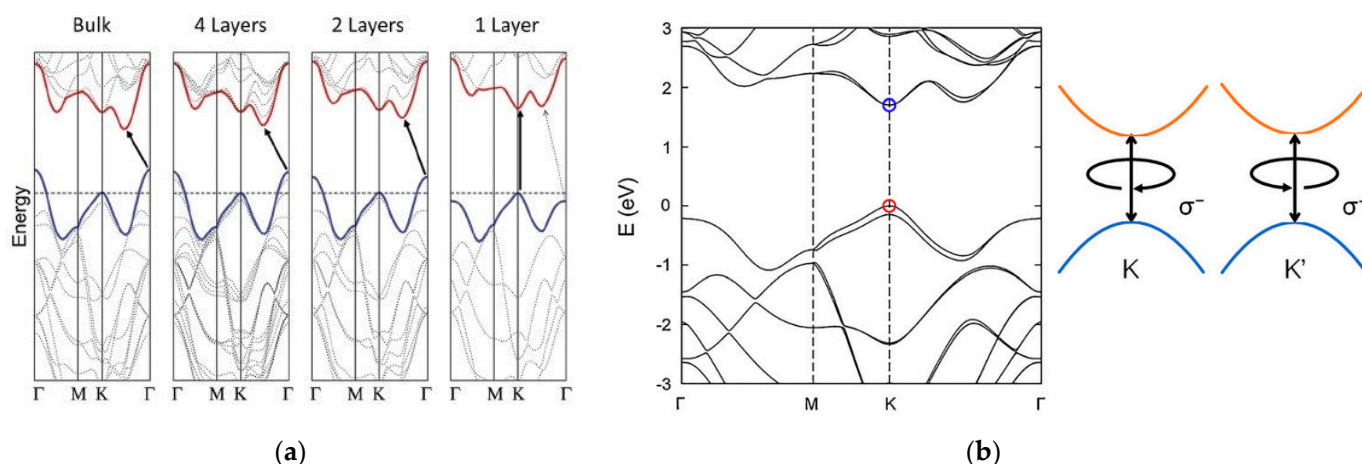 Bulk
4 Layers
2 Layers
1 Layer
Energy
Γ M K Γ
Γ M K Γ
Γ M K Γ
Γ M K Γ
(a)
E (eV)
3
2
1
0
-1
-2
-3
Γ M K Γ
σ⁻
K
σ⁻
K'
(b)